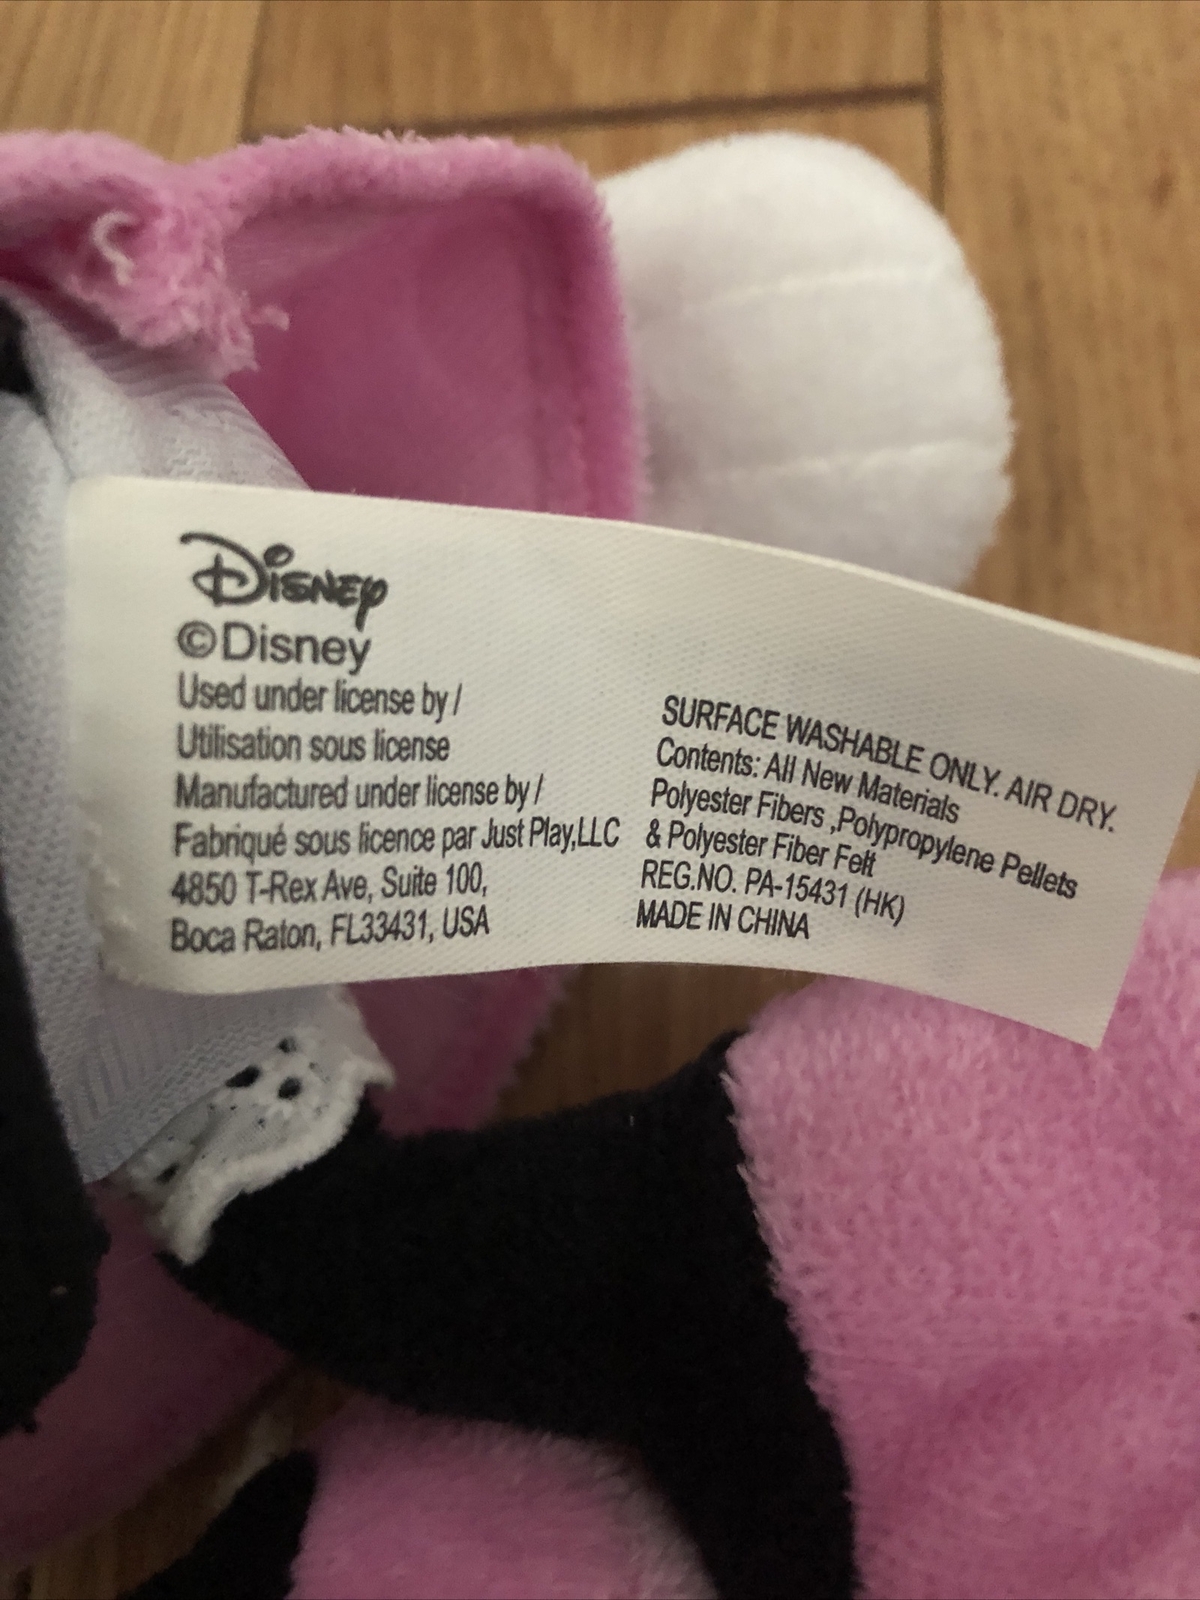 Disney
©Disney
Used under license by /
Utilisation sous license
Manufactured under license by /
Fabriqué sous licence par Just Play,LLC
4850 T-Rex Ave, Suite 100,
Boca Raton, FL33431, USA
SURFACE WASHABLE ONLY. AIR DRY.
Contents: All New Materials
Polyester Fibers ,Polypropylene Pellets
& Polyester Fiber Felt
REG.NO. PA-15431 (HK)
MADE IN CHINA